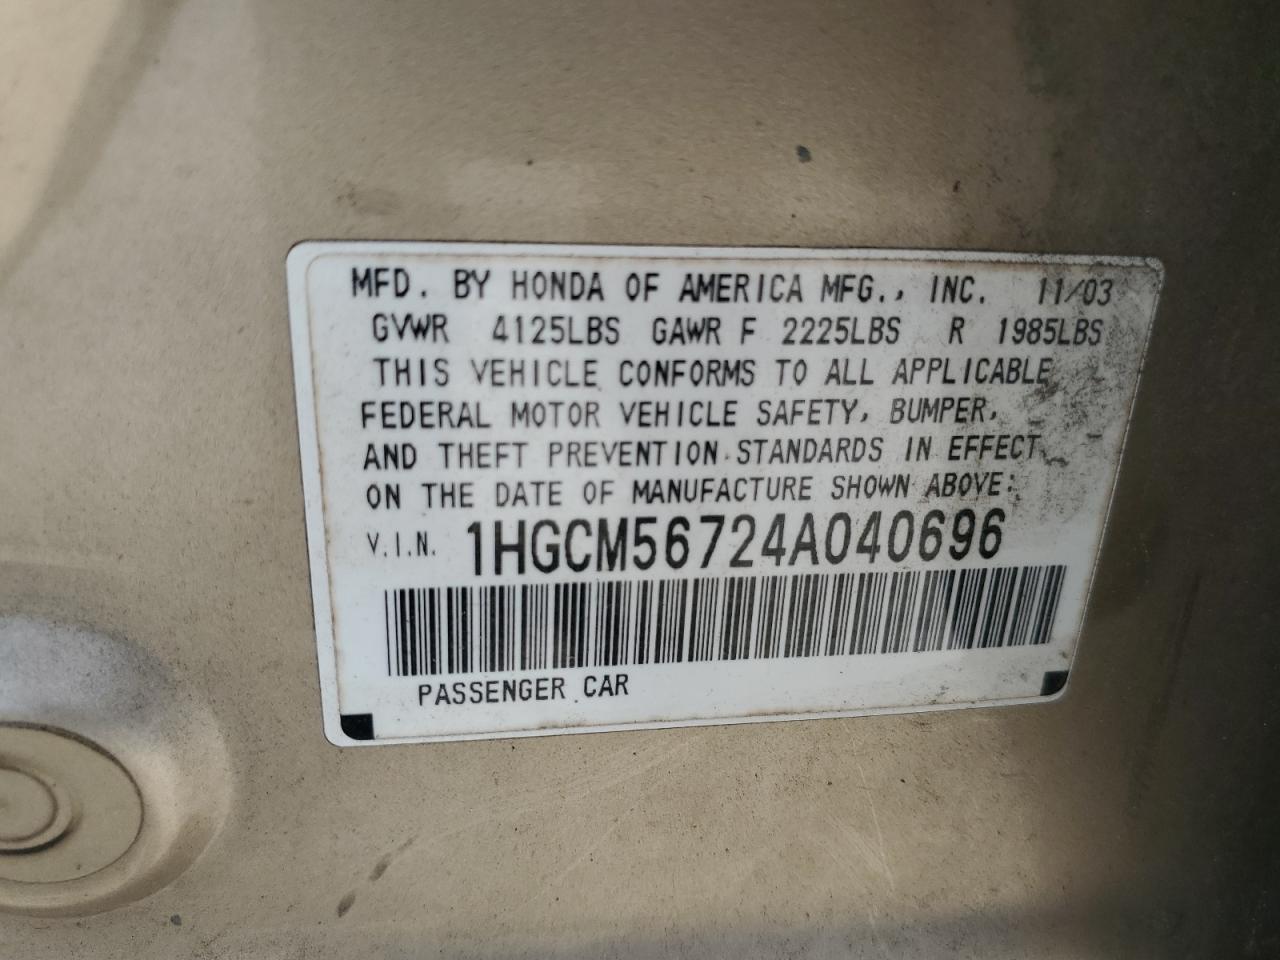 MFD. BY HONDA OF AMERICA MFG., INC. 11/03
GVWR 4125LBS GAWR F 2225LBS R 1985LBS
THIS VEHICLE CONFORMS TO ALL APPLICABLE
FEDERAL MOTOR VEHICLE SAFETY, BUMPER,
AND THEFT PREVENTION STANDARDS IN EFFECT
ON THE DATE OF MANUFACTURE SHOWN ABOVE:
V.I.N. 1HGCM56724A040696
PASSENGER CAR